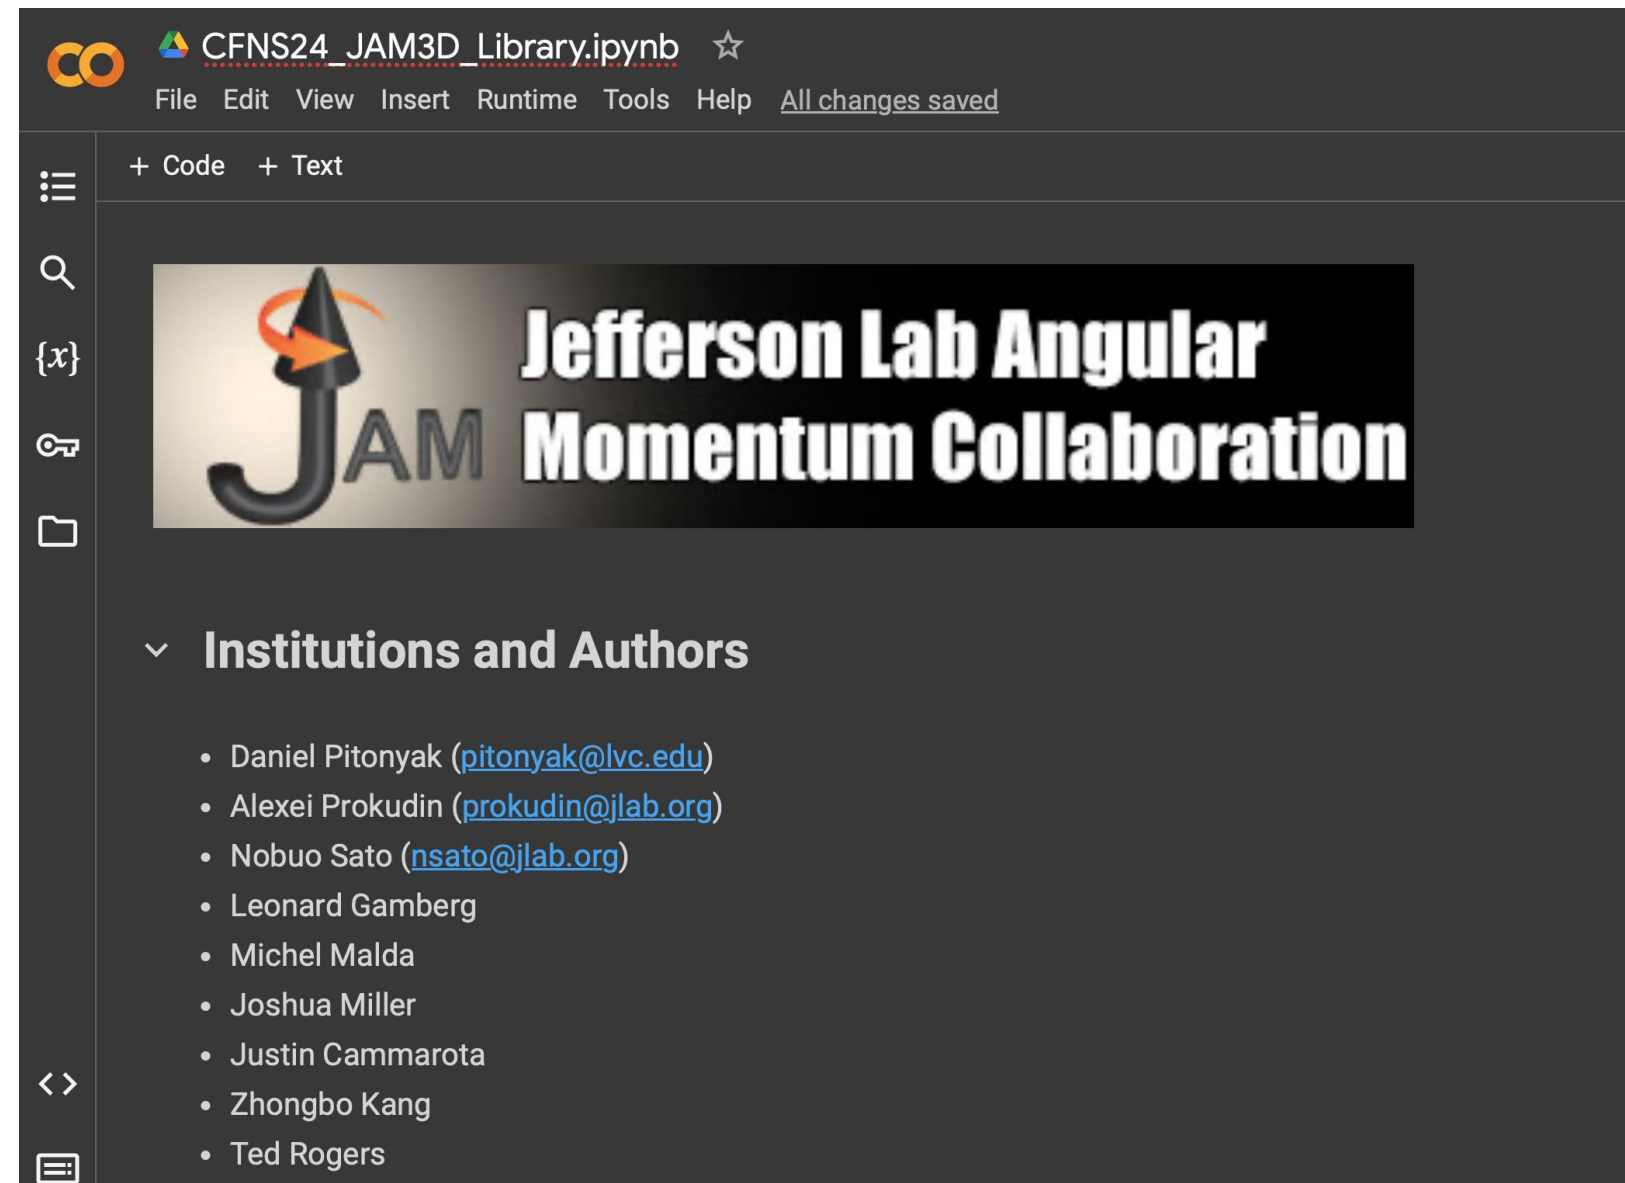 CFNS24_JAM3D_Library.ipynb
File Edit View Insert Runtime Tools Help All changes saved
+ Code + Text
{x}
JAM
Jefferson Lab Angular
Momentum Collaboration
Institutions and Authors
• Daniel Pitonyak (pitonyak@lvc.edu)
• Alexei Prokudin (prokudin@jlab.org)
• Nobuo Sato (nsato@jlab.org)
• Leonard Gamberg
• Michel Malda
• Joshua Miller
• Justin Cammarota
• Zhongbo Kang
• Ted Rogers